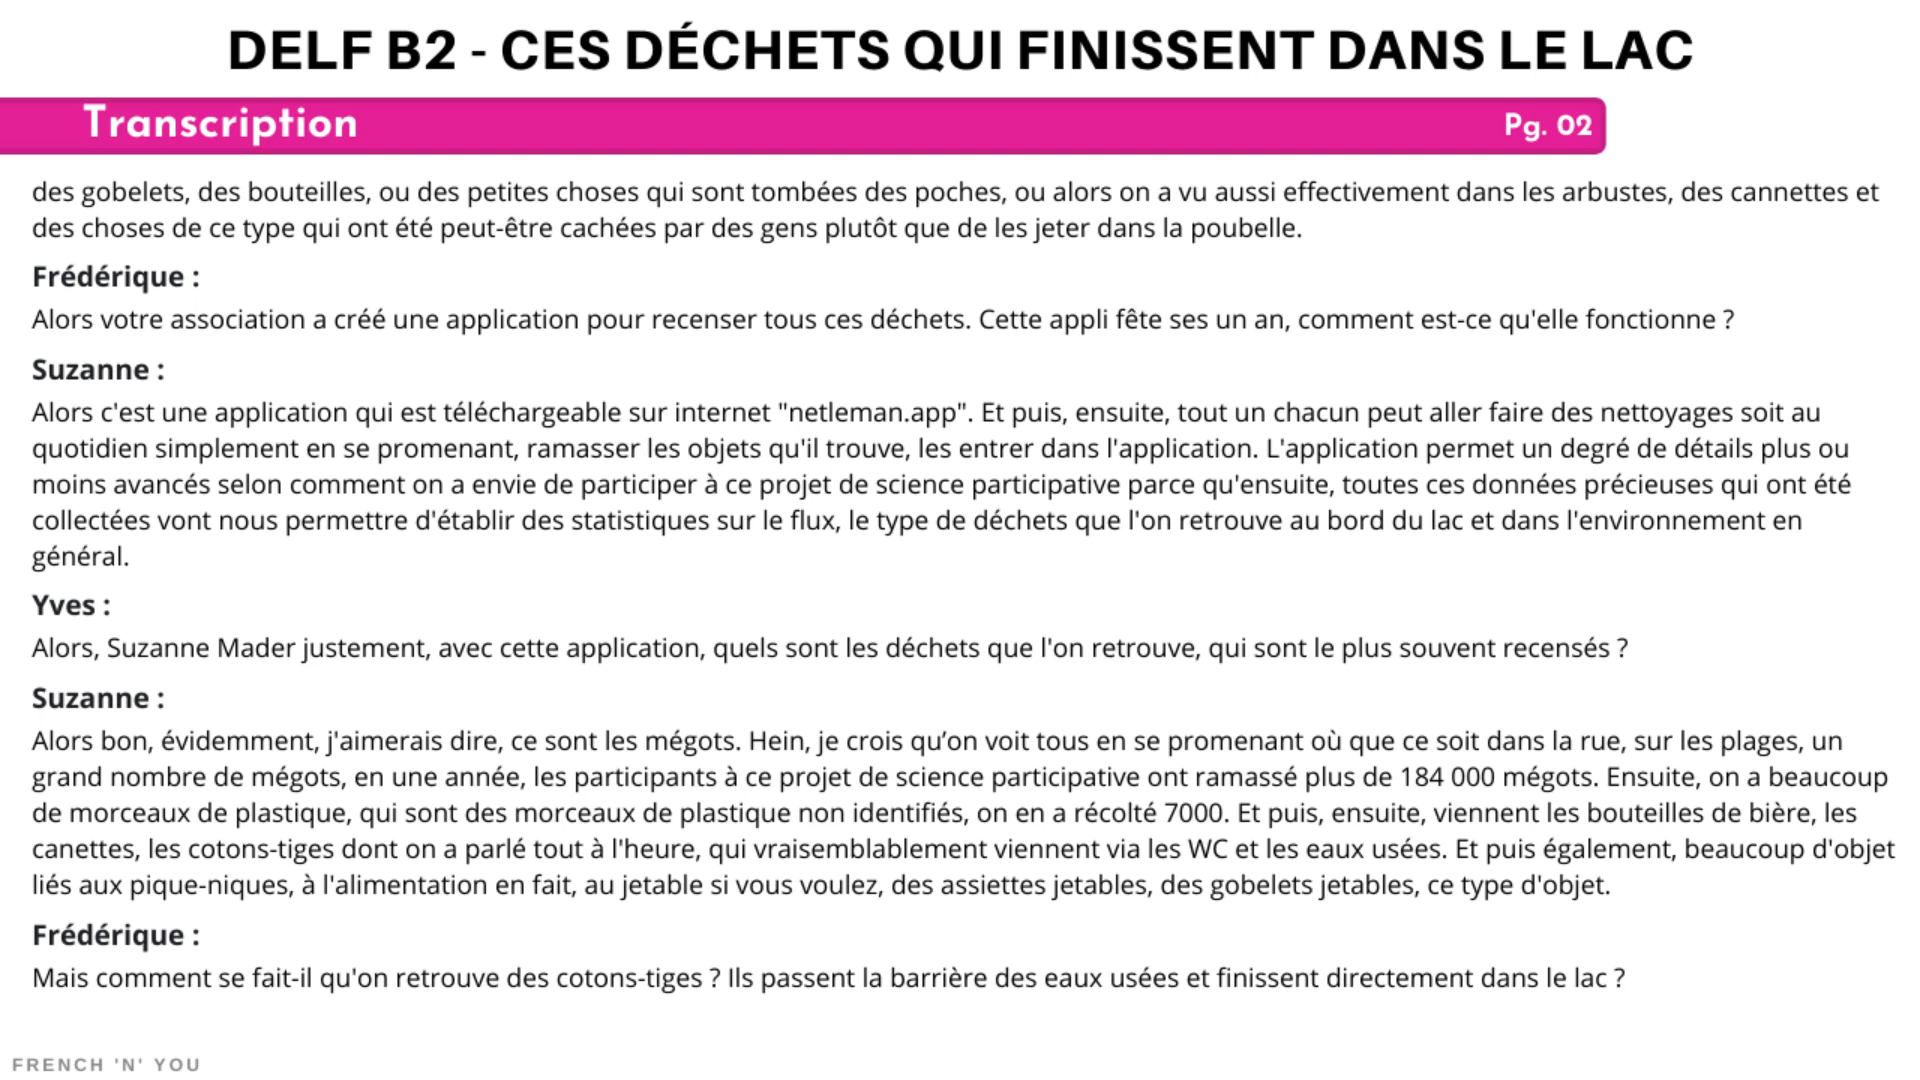 DELF B2 - CES DÉCHETS QUI FINISSENT DANS LE LAC
Transcription Pg. 02
des gobelets, des bouteilles, ou des petites choses qui sont tombées des poches, ou alors on a vu aussi effectivement dans les arbustes, des cannettes et
des choses de ce type qui ont été peut-être cachées par des gens plutôt que de les jeter dans la poubelle.
Frédérique :
Alors votre association a créé une application pour recenser tous ces déchets. Cette appli fête ses un an, comment est-ce qu'elle fonctionne ?
Suzanne :
Alors c'est une application qui est téléchargeable sur internet "netleman.app". Et puis, ensuite, tout un chacun peut aller faire des nettoyages soit au
quotidien simplement en se promenant, ramasser les objets qu'il trouve, les entrer dans l'application. L'application permet un degré de détails plus ou
moins avancés selon comment on a envie de participer à ce projet de science participative parce qu'ensuite, toutes ces données précieuses qui ont été
collectées vont nous permettre d'établir des statistiques sur le flux, le type de déchets que l'on retrouve au bord du lac et dans l'environnement en
général.
Yves :
Alors, Suzanne Mader justement, avec cette application, quels sont les déchets que l'on retrouve, qui sont le plus souvent recensés ?
Suzanne :
Alors bon, évidemment, j'aimerais dire, ce sont les mégots. Hein, je crois qu’on voit tous en se promenant où que ce soit dans la rue, sur les plages, un
grand nombre de mégots, en une année, les participants à ce projet de science participative ont ramassé plus de 184 000 mégots. Ensuite, on a beaucoup
de morceaux de plastique, qui sont des morceaux de plastique non identifiés, on en a récolté 7000. Et puis, ensuite, viennent les bouteilles de bière, les
canettes, les cotons-tiges dont on a parlé tout à l'heure, qui vraisemblablement viennent via les WC et les eaux usées. Et puis également, beaucoup d'objet
liés aux pique-niques, à l'alimentation en fait, au jetable si vous voulez, des assiettes jetables, des gobelets jetables, ce type d'objet.
Frédérique :
Mais comment se fait-il qu'on retrouve des cotons-tiges ? Ils passent la barrière des eaux usées et finissent directement dans le lac ?
FRENCH 'N' YOU